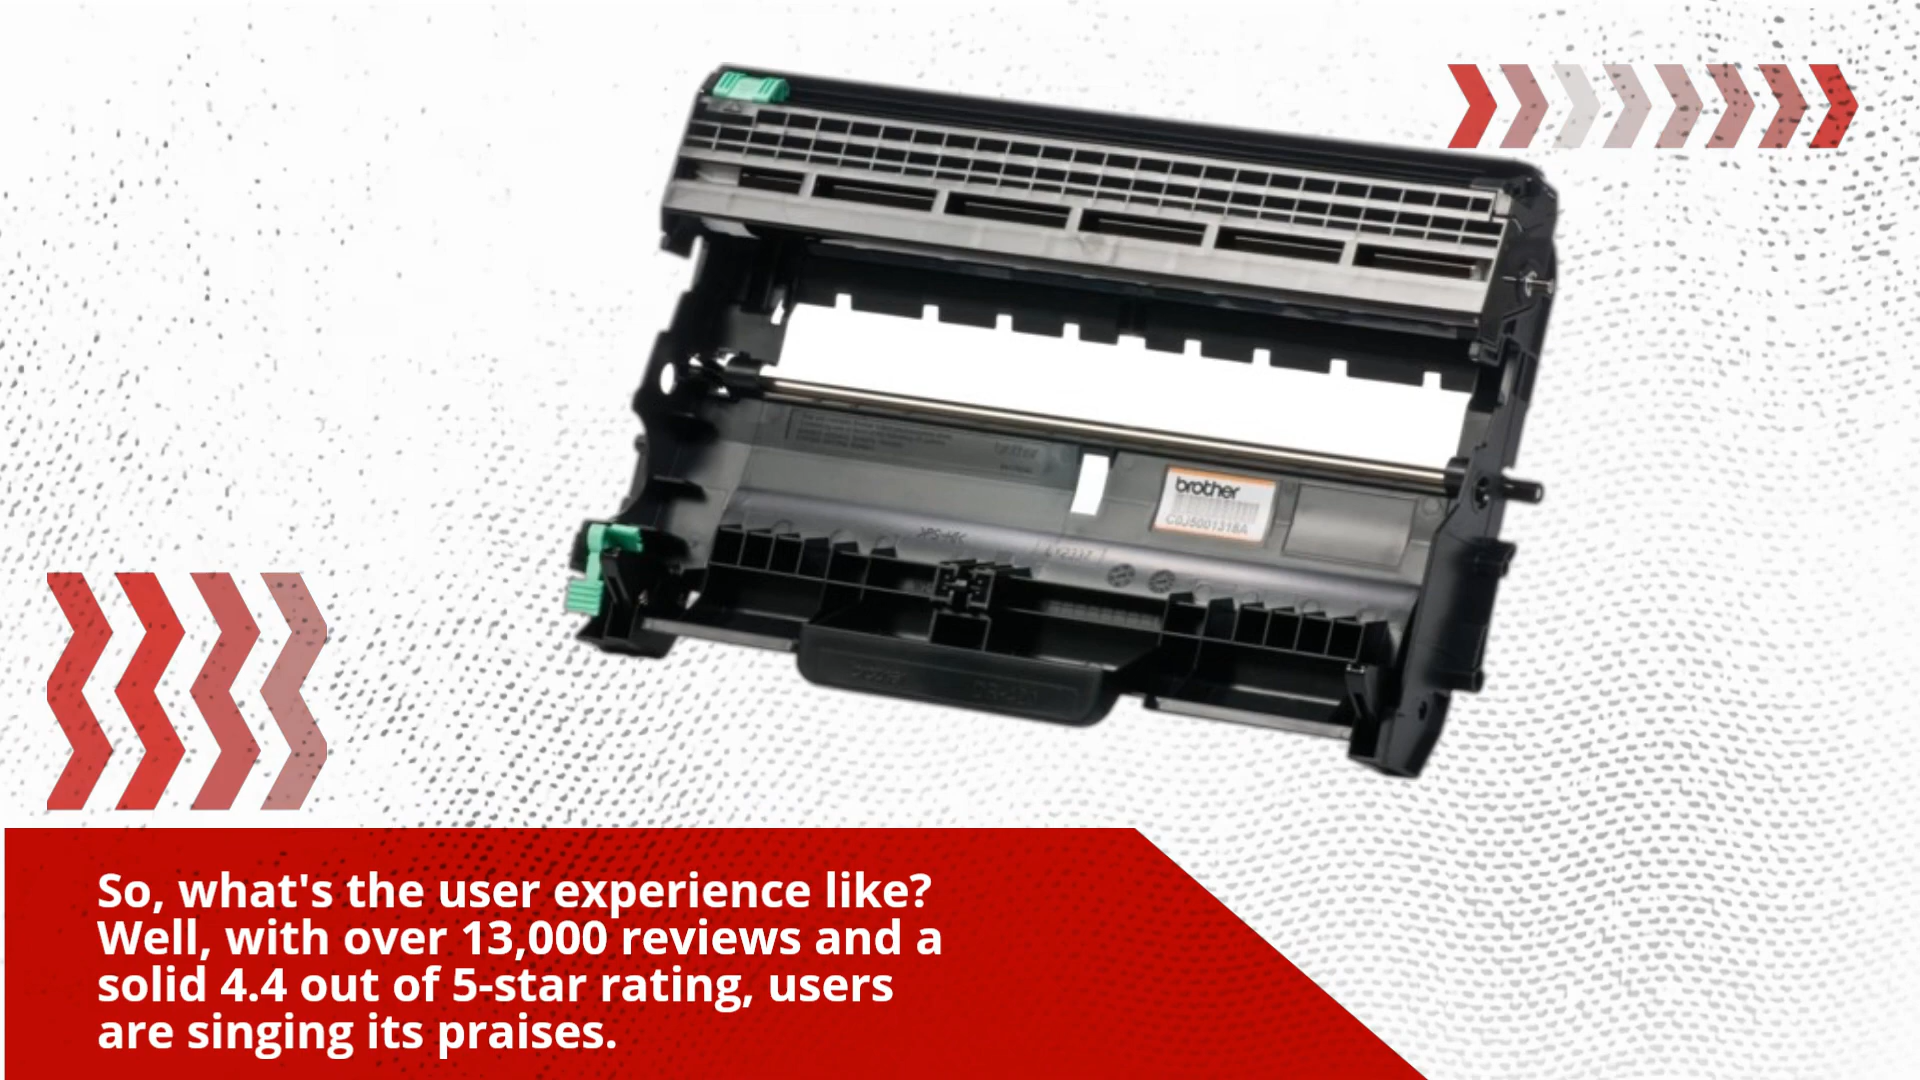 brother
C0J5001318A
So, what's the user experience like?
Well, with over 13,000 reviews and a
solid 4.4 out of 5-star rating, users
are singing its praises.